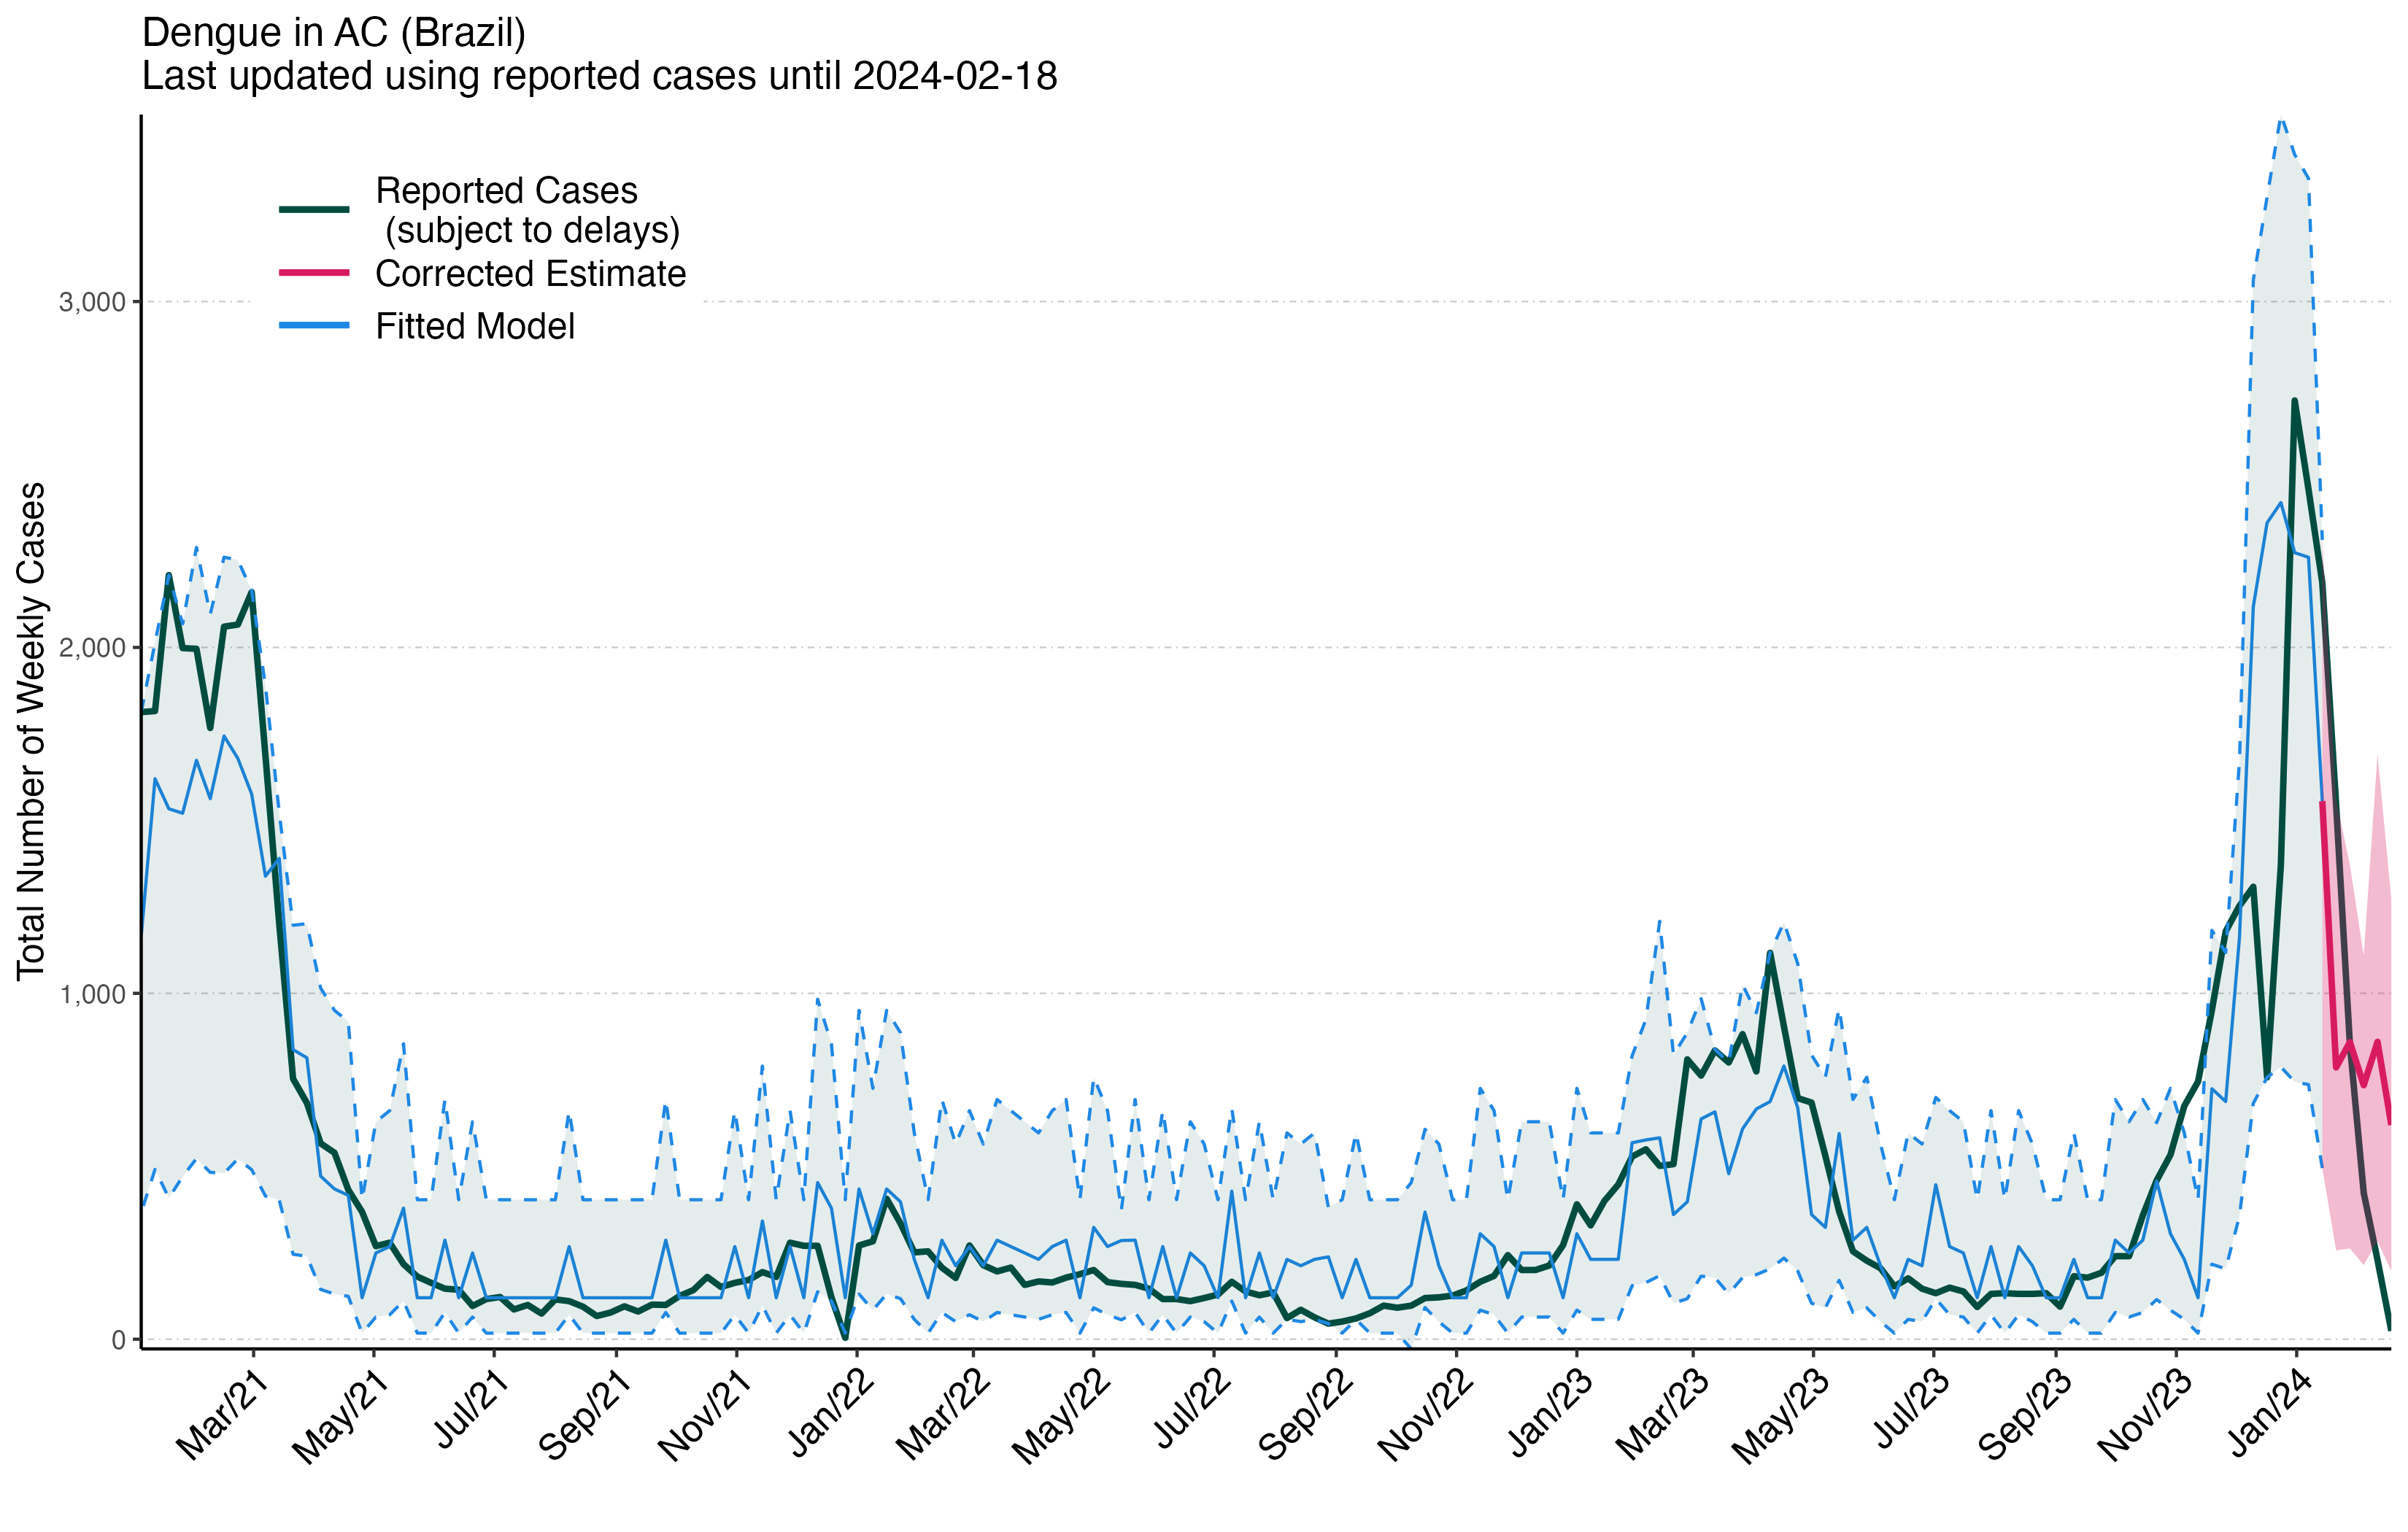 Dengue in AC (Brazil)
Last updated using reported cases until 2024-02-18
Total Number of Weekly Cases
3,000
2,000
1,000
0
Reported Cases
(subject to delays)
Corrected Estimate
Fitted Model
Mar/21
May/21
Jul/21
Sep/21
Nov/21
Jan/22
Mar/22
May/22
Jul/22
Sep/22
Nov/22
Jan/23
Mar/23
May/23
Jul/23
Sep/23
Nov/23
Jan/24